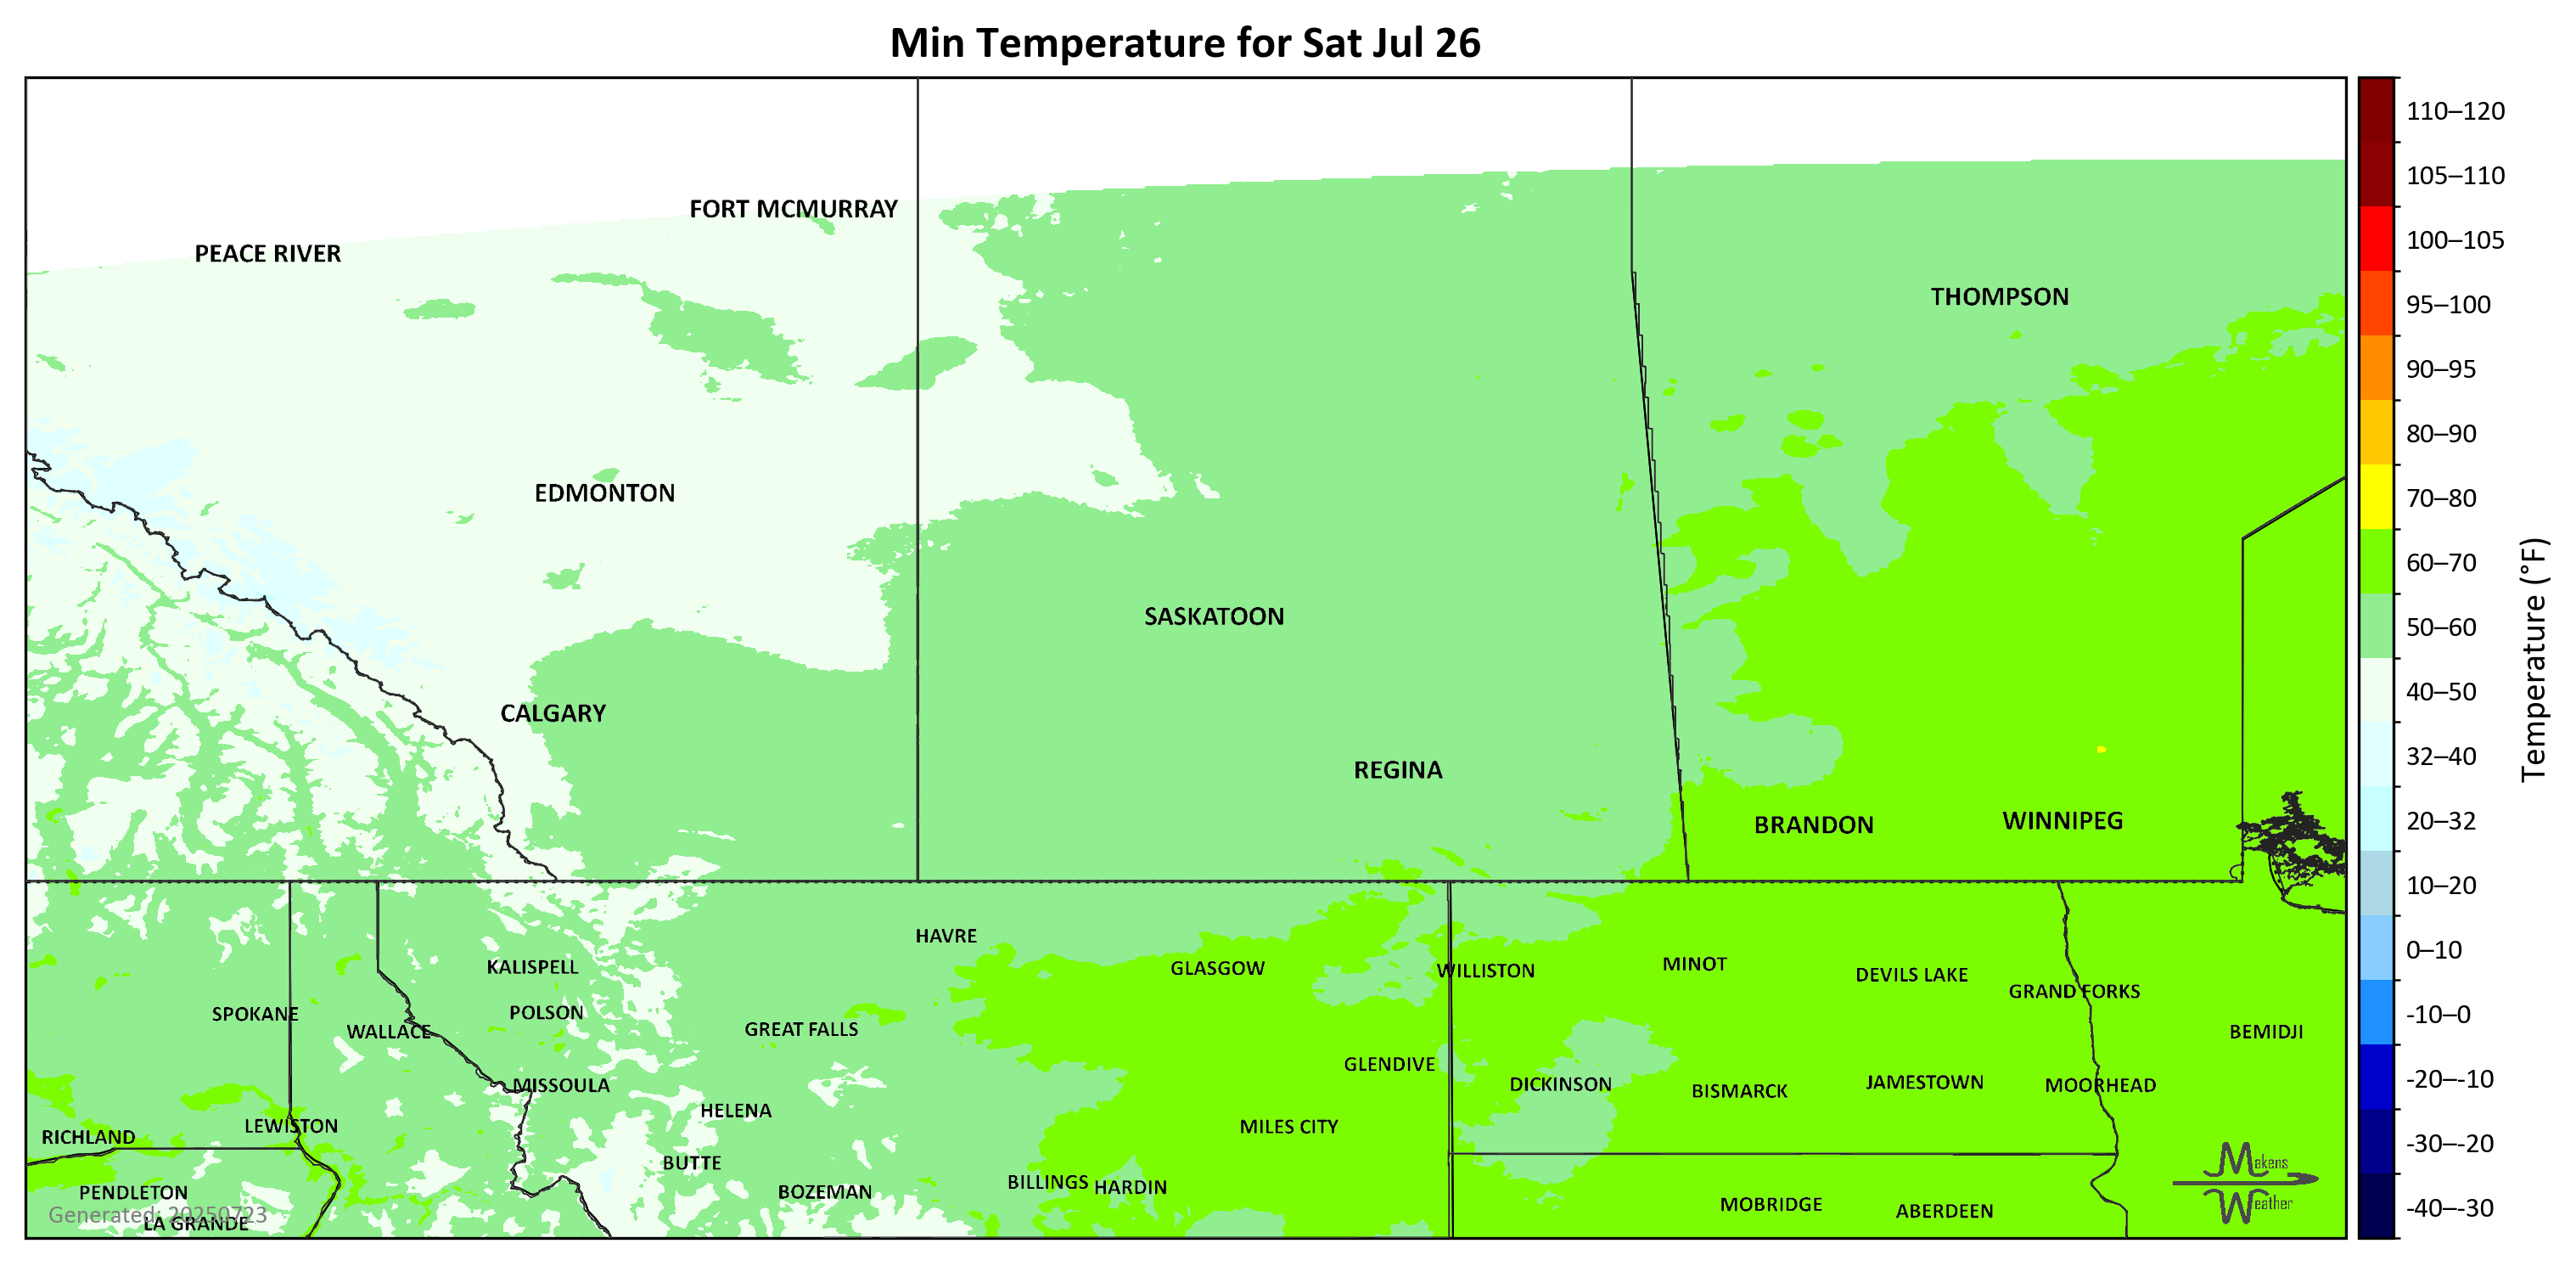 Min Temperature for Sat Jul 26
FORT MCMURRAY
PEACE RIVER
THOMPSON
EDMONTON
SASKATOON
CALGARY
REGINA
BRANDON
WINNIPEG
HAVRE
KALISPELL
GLASGOW
WILLISTON
MINOT
DEVILS LAKE
GRAND FORKS
SPOKANE
POLSON
WALLACE
GREAT FALLS
BEMIDJI
GLENDIVE
MISSOULA
DICKINSON
BISMARCK
JAMESTOWN
MOORHEAD
HELENA
LEWISTON
MILES CITY
RICHLAND
BUTTE
BILLINGS
HARDIN
PENDLETON
BOZEMAN
MOBRIDGE
ABERDEEN
Generated: 20250723
LA GRANDE
Makens
Weather
110–120
105–110
100–105
95–100
90–95
80–90
70–80
60–70
50–60
40–50
32–40
20–32
10–20
0–10
-10–0
-20–-10
-30–-20
-40–-30
Temperature (°F)